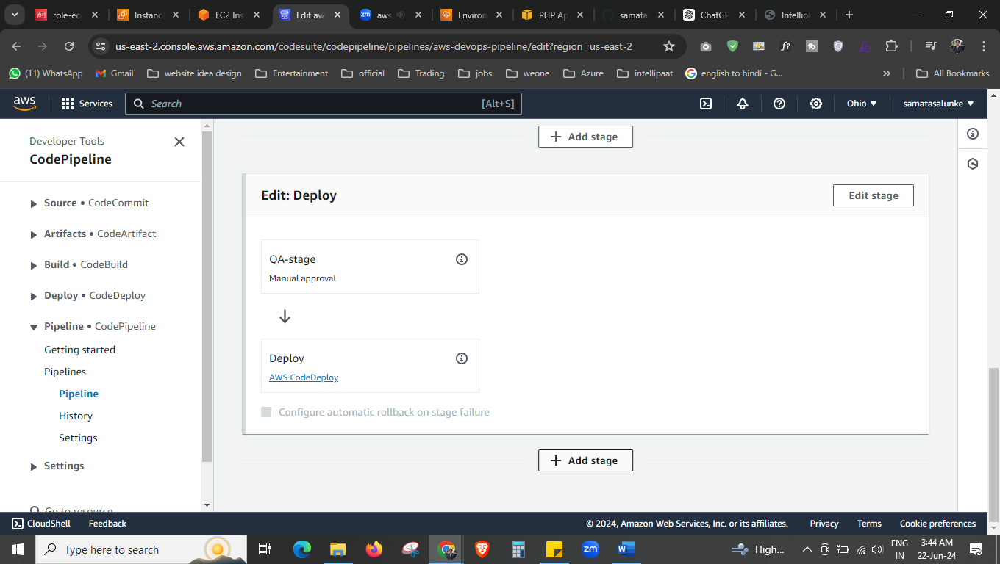 role-ec2
Instanc
EC2 Ins
Edit aw
aws
Environ
PHP Ap
samata
ChatGP
Intellipa
us-east-2.console.aws.amazon.com/codesuite/codepipeline/pipelines/aws-devops-pipeline/edit?region=us-east-2
(11) WhatsApp
Gmail
website idea design
Entertainment
official
Trading
jobs
weone
Azure
intellipaat
english to hindi - G...
All Bookmarks
aws
Services
Search
[Alt+S]
Ohio
samatasalunke
Developer Tools
CodePipeline
Source • CodeCommit
Artifacts • CodeArtifact
Build • CodeBuild
Deploy • CodeDeploy
Pipeline • CodePipeline
Getting started
Pipelines
Pipeline
History
Settings
Settings
Go to resource
Add stage
Edit: Deploy
Edit stage
QA-stage
Manual approval
Deploy
AWS CodeDeploy
Configure automatic rollback on stage failure
Add stage
CloudShell
Feedback
© 2024, Amazon Web Services, Inc. or its affiliates.
Privacy
Terms
Cookie preferences
Type here to search
High...
ENG
IN
3:44 AM
22-Jun-24